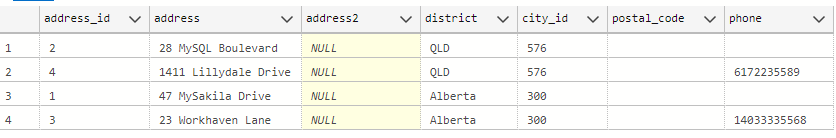 address_id address address2 district city_id postal_code phone
1 2 28 MySQL Boulevard NULL QLD 576
2 4 1411 Lillydale Drive NULL QLD 576 6172235589
3 1 47 MySakila Drive NULL Alberta 300
4 3 23 Workhaven Lane NULL Alberta 300 14033335568